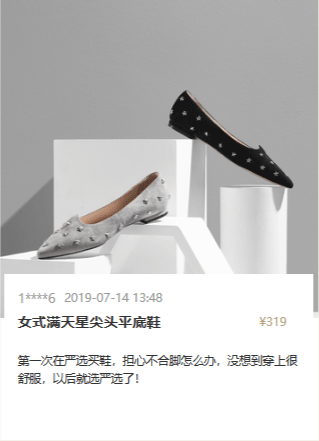 1****6 2019-07-14 13:48
女式满天星尖头平底鞋 ¥319
第一次在严选买鞋，担心不合脚怎么办，没想到穿上很
舒服，以后就选严选了！